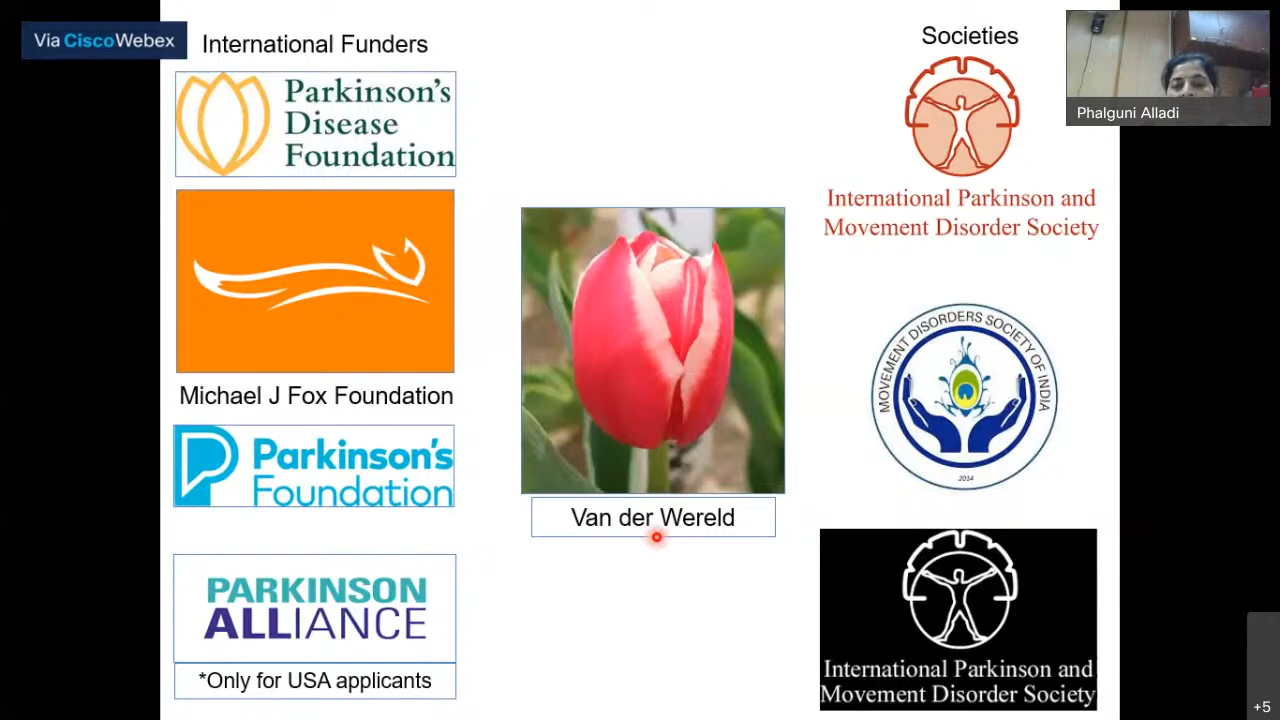 Via CiscoWebex
International Funders
Parkinson's
Disease
Foundation
Michael J Fox Foundation
Parkinson's
Foundation
PARKINSON
ALLIANCE
*Only for USA applicants
Van der Wereld
Societies
International Parkinson and
Movement Disorder Society
MOVEMENT DISORDERS SOCIETY OF INDIA
2014
International Parkinson and
Movement Disorder Society
Phalguni Alladi
+5